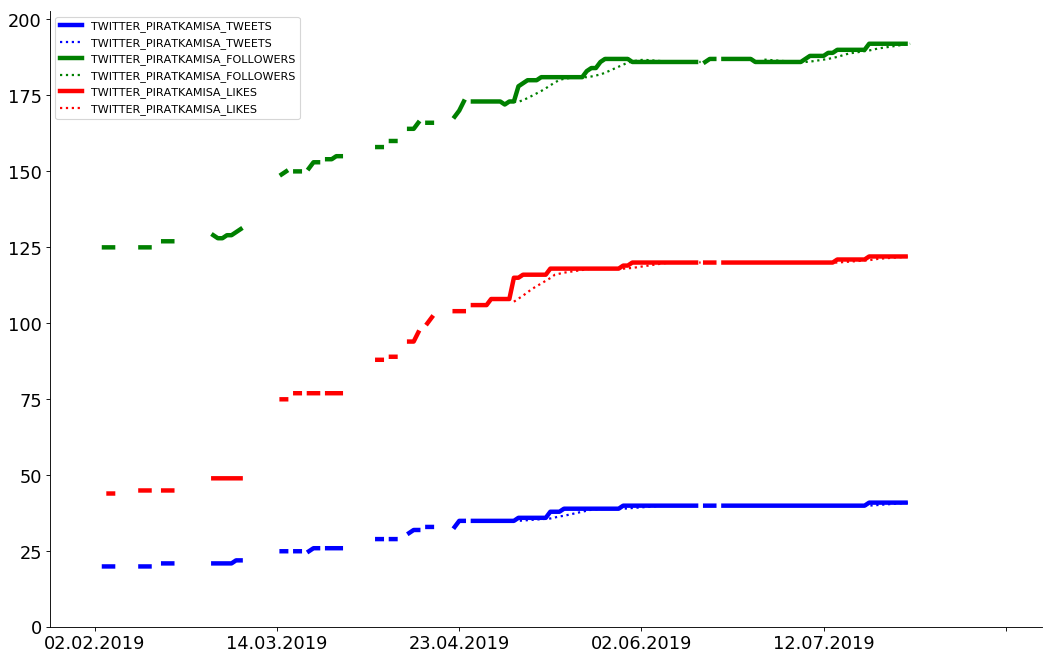 200
175
150
125
100
75
50
25
0
TWITTER_PIRATKAMISA_TWEETS
TWITTER_PIRATKAMISA_TWEETS
TWITTER_PIRATKAMISA_FOLLOWERS
TWITTER_PIRATKAMISA_FOLLOWERS
TWITTER_PIRATKAMISA_LIKES
TWITTER_PIRATKAMISA_LIKES
02.02.2019 14.03.2019 23.04.2019 02.06.2019 12.07.2019